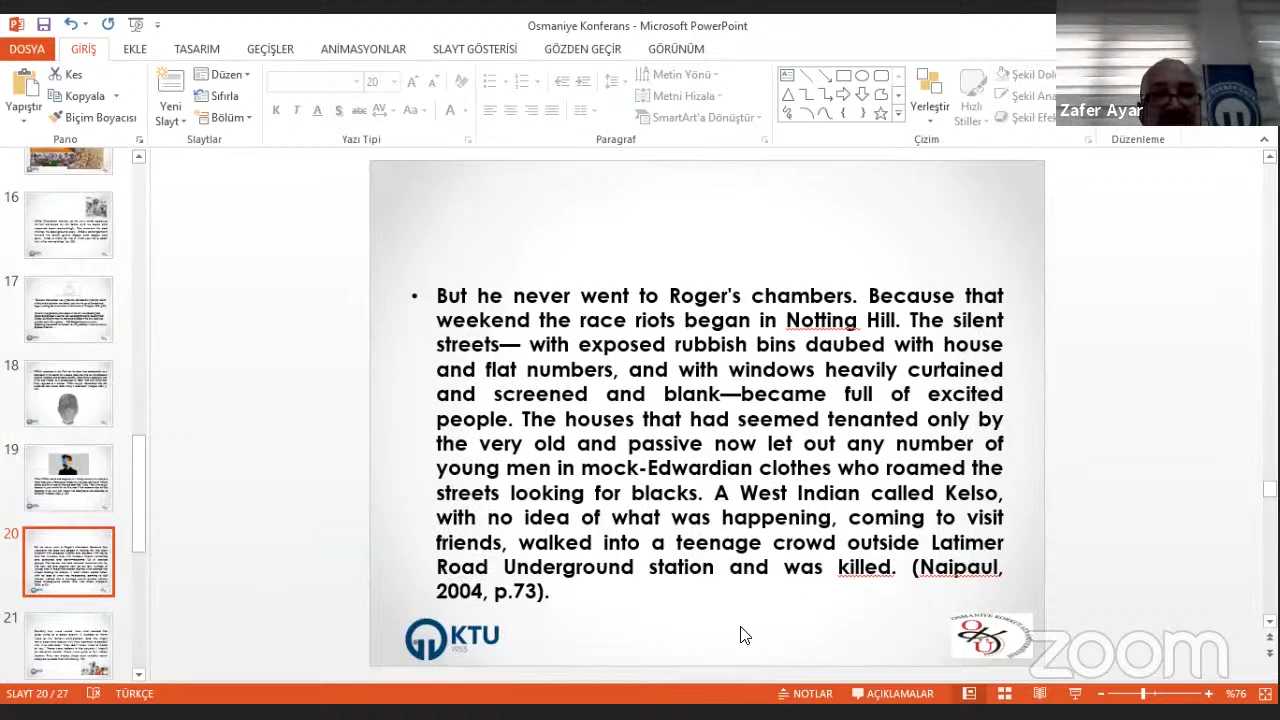 Osmaniye Konferans - Microsoft PowerPoint
DOSYA GİRİŞ EKLE TASARIM GEÇİŞLER ANİMASYONLAR SLAYT GÖSTERİSİ GÖZDEN GEÇİR GÖRÜNÜM
Yapıştır
Kes
Kopyala
Biçim Boyacısı
Pano
Yeni
Slayt
Düzen
Sıfırla
Bölüm
Slaytlar
20
Yazı Tipi
Metin Yönü
Metni Hizala
SmartArt'a Dönüştür
Paragraf
Yerleştir
Hızlı
Stiller
Şekil Dol
Şekil Ana
Şekil Efek
Çizim
Düzenleme
Zafer Ayar
16
17
18
19
20
21
• But he never went to Roger's chambers. Because that
weekend the race riots began in Notting Hill. The silent
streets— with exposed rubbish bins daubed with house
and flat numbers, and with windows heavily curtained
and screened and blank—became full of excited
people. The houses that had seemed tenanted only by
the very old and passive now let out any number of
young men in mock-Edwardian clothes who roamed the
streets looking for blacks. A West Indian called Kelso,
with no idea of what was happening, coming to visit
friends, walked into a teenage crowd outside Latimer
Road Underground station and was killed. (Naipaul,
2004, p.73).
KTU
1955
zoom
SLAYT 20 / 27 TÜRKÇE NOTLAR AÇIKLAMALAR %76